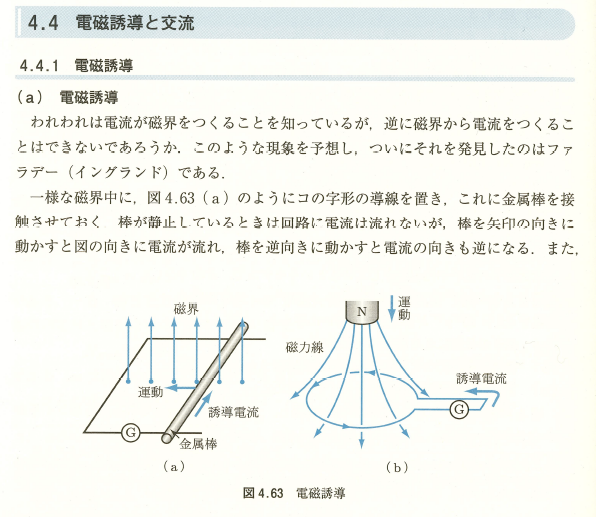 4.4 電磁誘導と交流
4.4.1 電磁誘導
(a) 電磁誘導
われわれは電流が磁界をつくることを知っているが，逆に磁界から電流をつくるこ
とはできないであろうか．このような現象を予想し，ついにそれを発見したのはファ
ラデー（イングランド）である．
一様な磁界中に，図4.63（a）のようにコの字形の導線を置き，これに金属棒を接
触させておく．棒が静止しているときは回路に電流は流れないが，棒を矢印の向きに
動かすと図の向きに電流が流れ，棒を逆向きに動かすと電流の向きも逆になる．また，
磁界
運動
誘導電流
G
金属棒
(a)
N
運動
磁力線
誘導電流
G
(b)
図4.63 電磁誘導